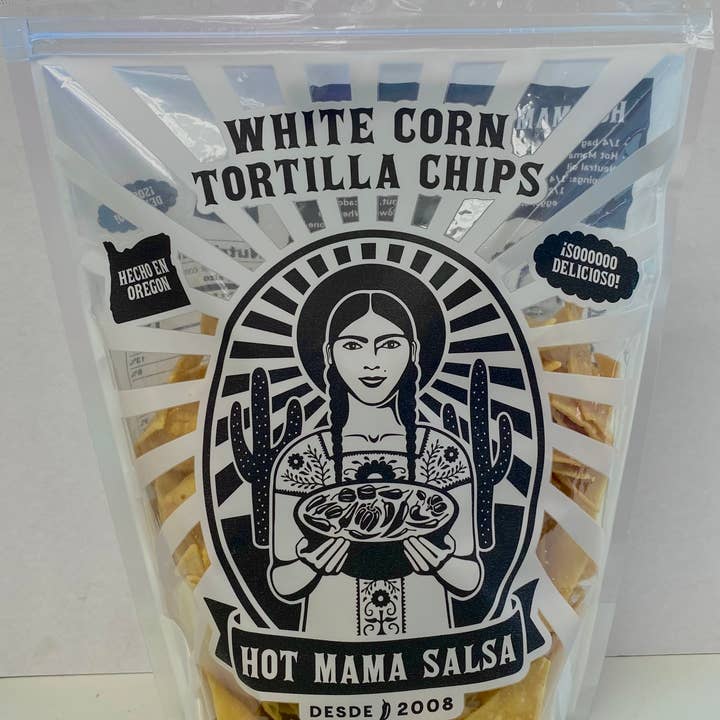 WHITE CORN
TORTILLA CHIPS
HECHO EN
OREGON
¡SOOOOOO
DELICIOSO!
HOT MAMA SALSA
DESDE 2008